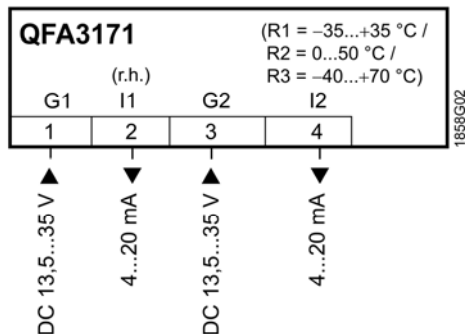 QFA3171
(R1 = –35...+35 °C /
R2 = 0...50 °C /
R3 = –40...+70 °C)
(r.h.)
G1 I1 G2 I2
1 2 3 4
DC 13,5...35 V
4...20 mA
DC 13,5...35 V
4...20 mA
1858G02